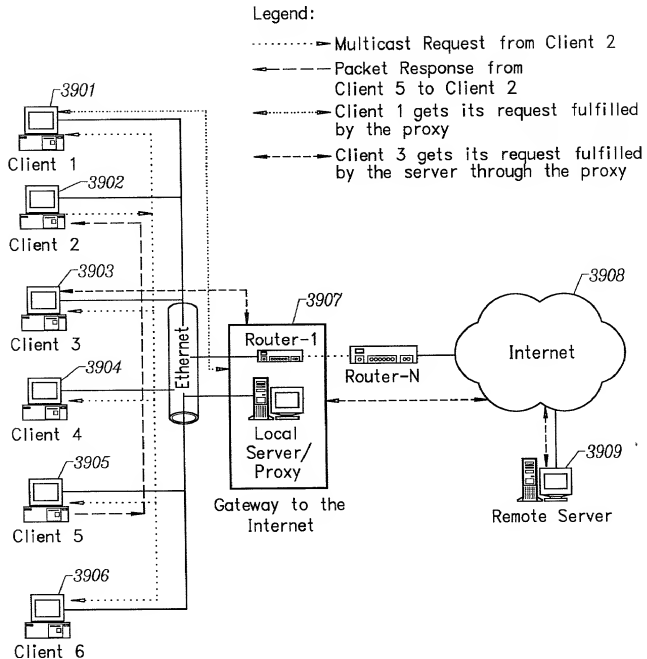 Legend:
Multicast Request from Client 2
Packet Response from
Client 5 to Client 2
Client 1 gets its request fulfilled
by the proxy
Client 3 gets its request fulfilled
by the server through the proxy
3901
Client 1
3902
Client 2
3903
Client 3
3904
Client 4
3905
Client 5
3906
Client 6
Ethernet
3907
Router-1
Local
Server/
Proxy
Gateway to the
Internet
Router-N
3908
Internet
3909
Remote Server